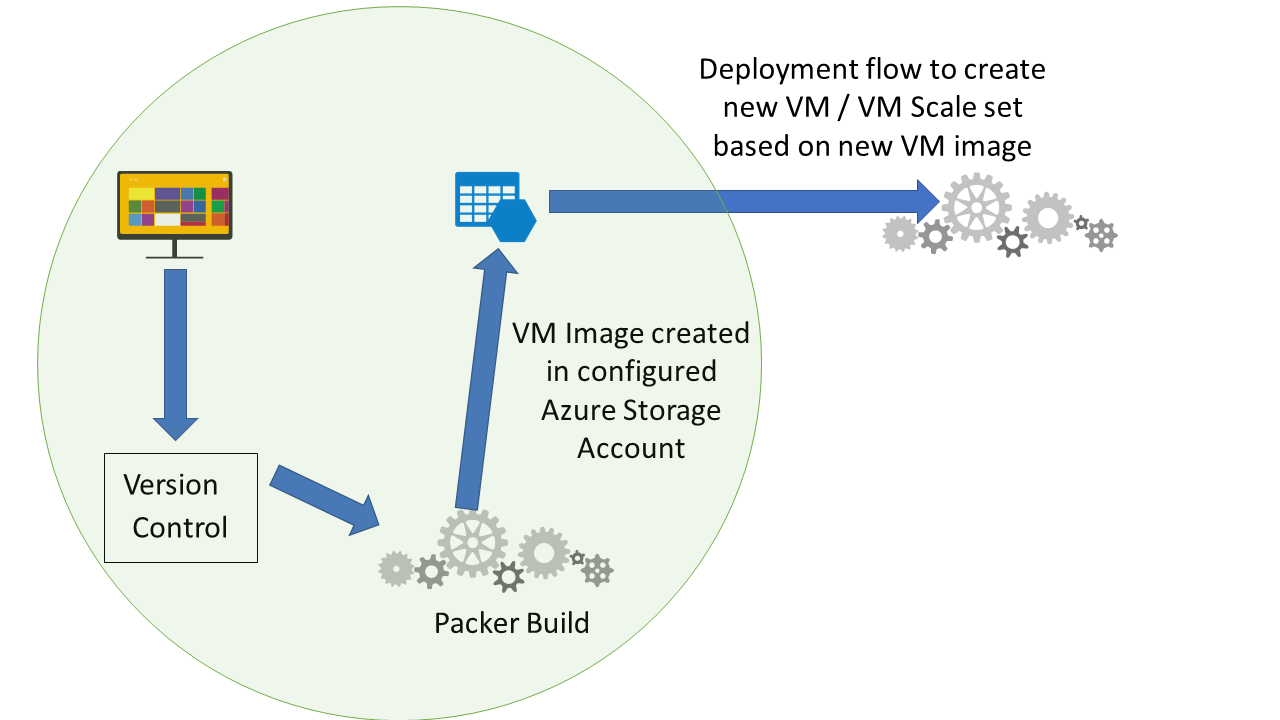 Deployment flow to create
new VM / VM Scale set
based on new VM image
VM Image created
in configured
Azure Storage
Account
Version
Control
Packer Build